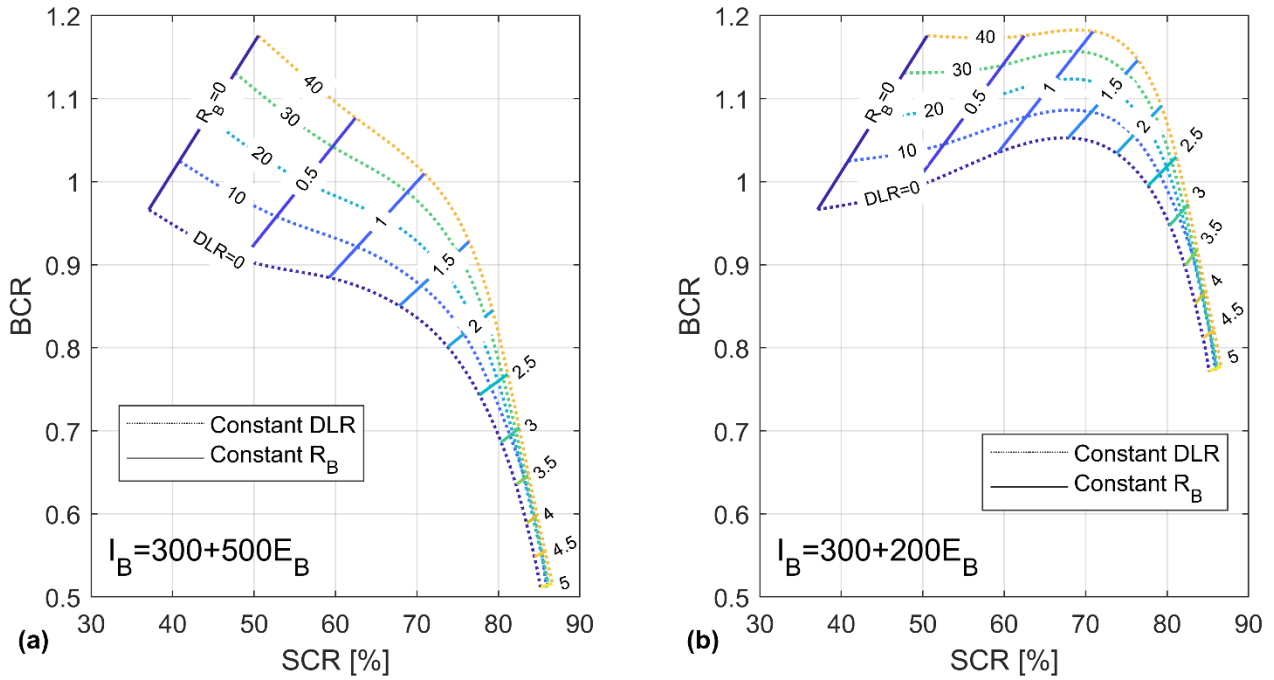 1.2
1.1
1
0.9
0.8
0.7
0.6
0.5
BCR
30 40 50 60 70 80 90
SCR [%]
(a)
R_B=0
40
30
20
10
DLR=0
0.5
1
1.5
2
2.5
3
3.5
4
4.5
5
Constant DLR
Constant R_B
I_B=300+500E_B
1.2
1.1
1
0.9
0.8
0.7
0.6
0.5
BCR
30 40 50 60 70 80 90
SCR [%]
(b)
R_B=0
40
30
20
10
DLR=0
0.5
1
1.5
2
2.5
3
3.5
4
4.5
5
Constant DLR
Constant R_B
I_B=300+200E_B